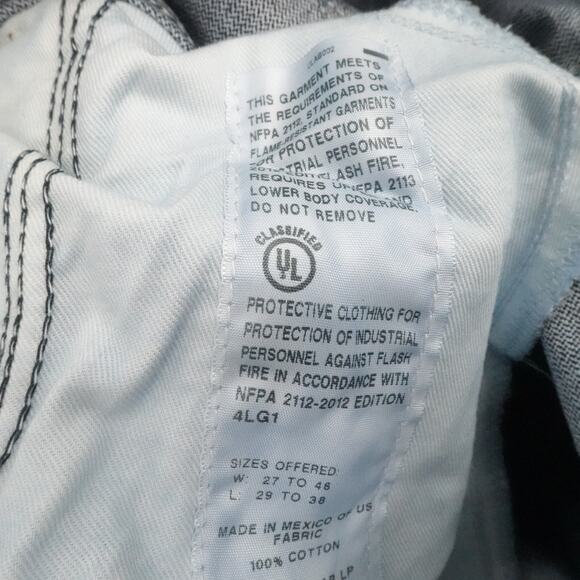 THIS GARMENT MEETS
THE REQUIREMENTS OF
NFPA 2112, STANDARD ON
FLAME-RESISTANT GARMENTS
PROTECTION OF
PERSONNEL
FLASH FIRE,
REQUIRES NFPA 2113
LOWER BODY COVERAGE.
DO NOT REMOVE
CLASSIFIED
UL
PROTECTIVE CLOTHING FOR
PROTECTION OF INDUSTRIAL
PERSONNEL AGAINST FLASH
FIRE IN ACCORDANCE WITH
NFPA 2112-2012 EDITION
4LG1
SIZES OFFERED:
W: 27 TO 46
L: 29 TO 38
MADE IN MEXICO OF US
FABRIC
100% COTTON
LP